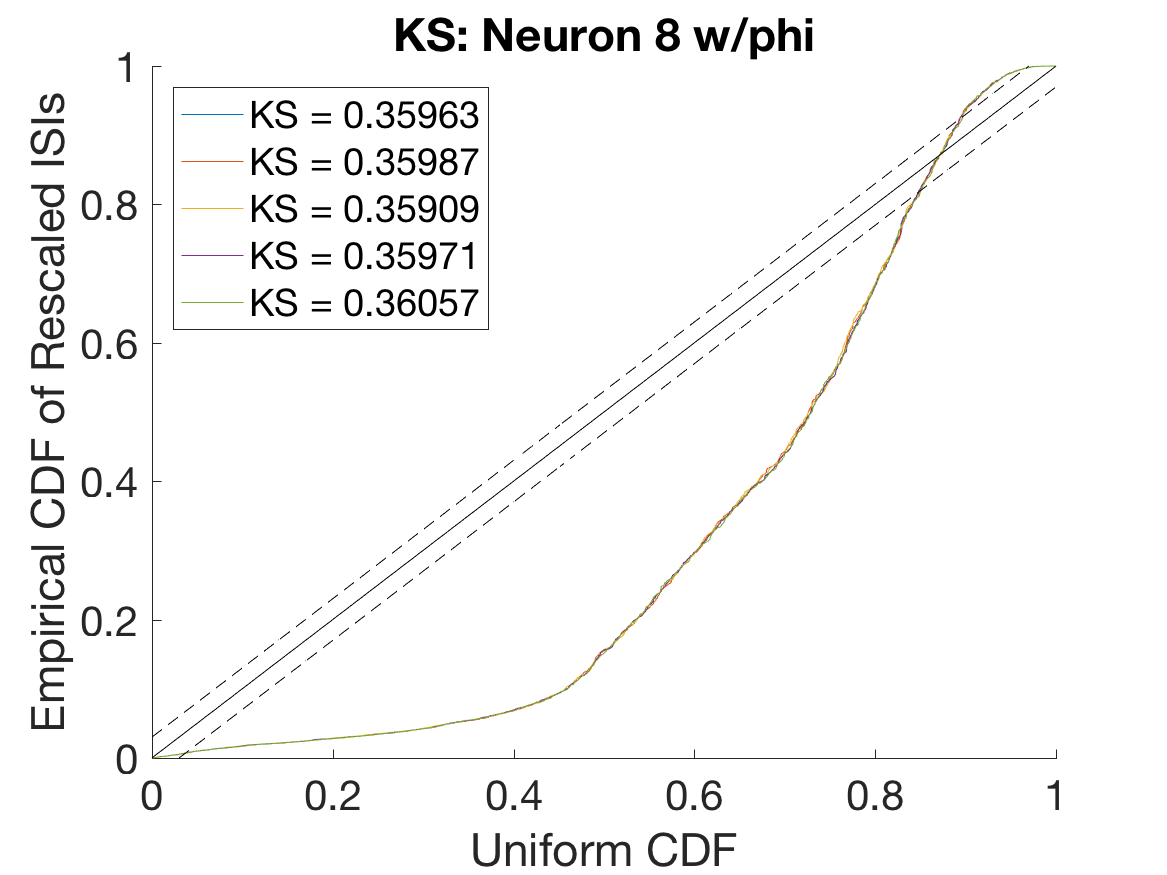 KS: Neuron 8 w/phi
1
0.8
0.6
0.4
0.2
0
Empirical CDF of Rescaled ISIs
KS = 0.35963
KS = 0.35987
KS = 0.35909
KS = 0.35971
KS = 0.36057
0 0.2 0.4 0.6 0.8 1
Uniform CDF